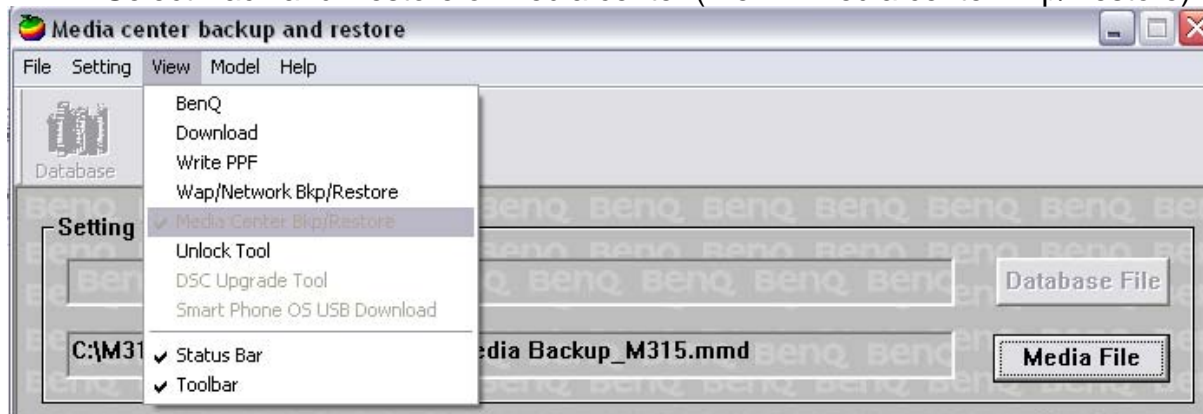 Media center backup and restore
File Setting View Model Help
Database
BenQ
Download
Write PPF
Wap/Network Bkp/Restore
Media Center Bkp/Restore
Unlock Tool
DSC Upgrade Tool
Smart Phone OS USB Download
Status Bar
Toolbar
Setting
Database File
C:\M31 edia Backup_M315.mmd
Media File